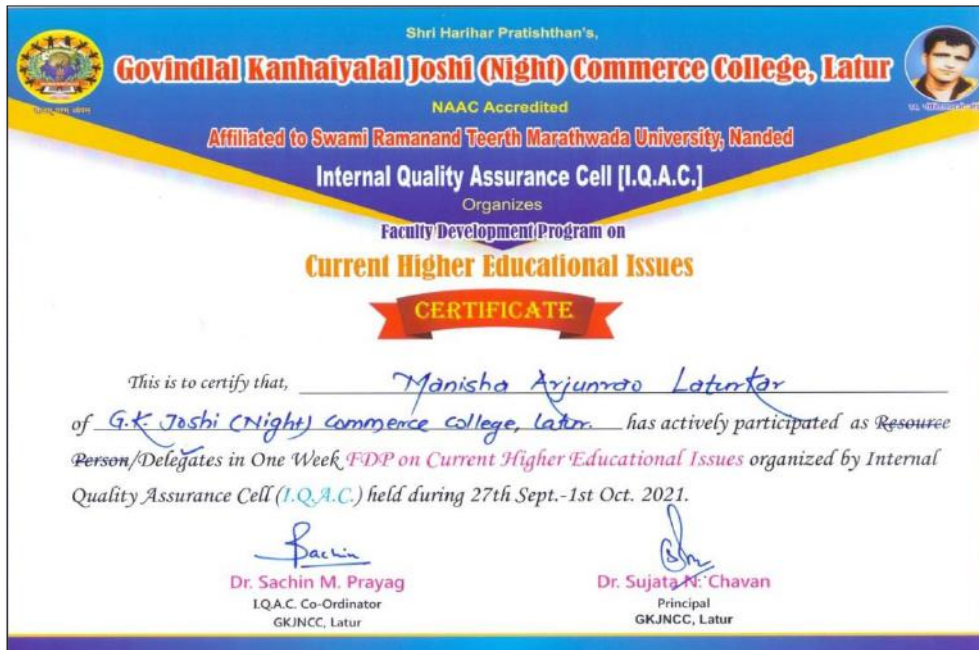 Shri Harihar Pratishthan's,
Govindlal Kanhaiyalal Joshi (Night) Commerce College, Latur
NAAC Accredited
Affiliated to Swami Ramanand Teerth Marathwada University, Nanded
Internal Quality Assurance Cell [I.Q.A.C.]
Organizes
Faculty Development Program on
Current Higher Educational Issues
CERTIFICATE
This is to certify that, Manisha Arjunrao Laturkar
of G.K. Joshi (Night) Commerce College, Latur. has actively participated as Resource
Person/Delegates in One Week FDP on Current Higher Educational Issues organized by Internal
Quality Assurance Cell (I.Q.A.C.) held during 27th Sept.-1st Oct. 2021.
Sachin
Dr. Sachin M. Prayag
I.Q.A.C. Co-Ordinator
GKJNCC, Latur
Dr. Sujata N. Chavan
Principal
GKJNCC, Latur